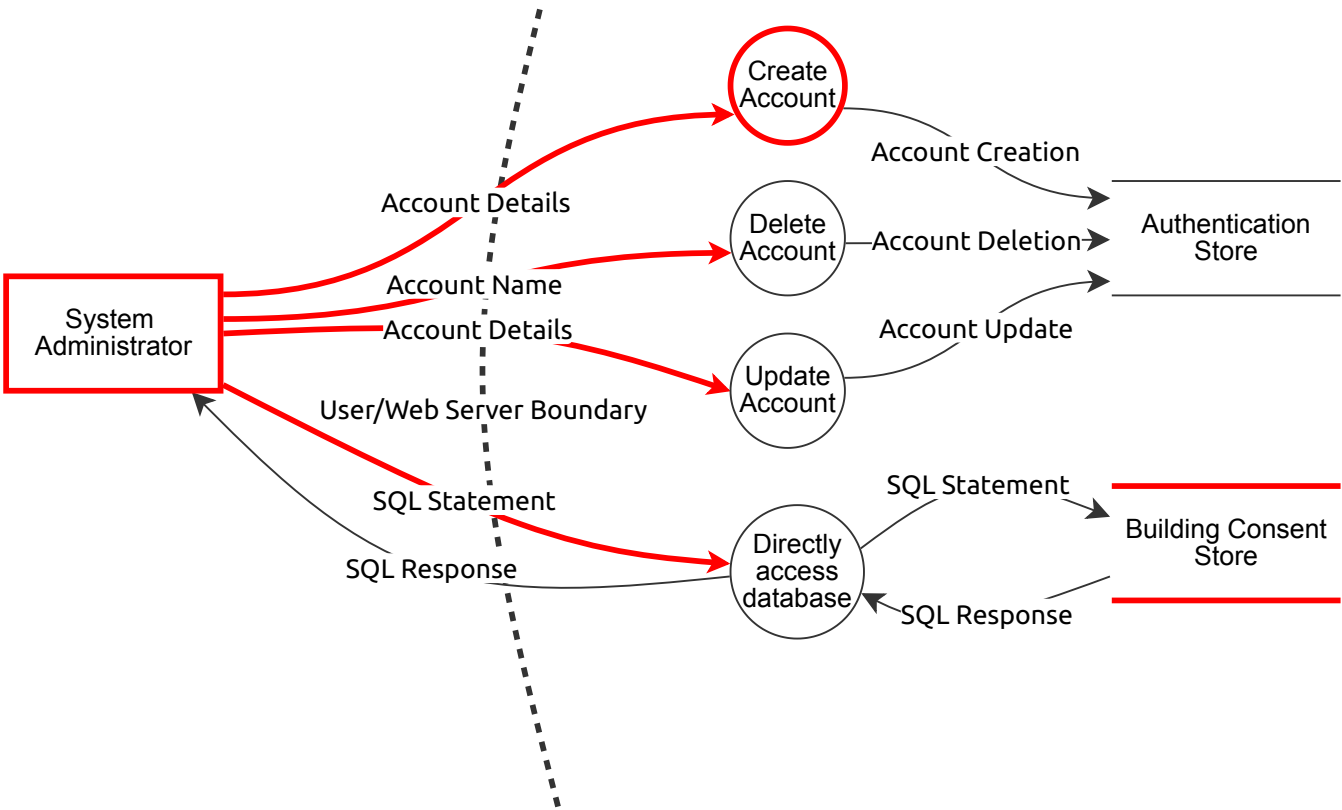 Create
Account
Account Creation
Account Details
Delete
Account
Account Deletion
Authentication
Store
Account Name
System
Administrator
Account Details
Account Update
Update
Account
User/Web Server Boundary
SQL Statement
SQL Statement
Directly
access
database
Building Consent
Store
SQL Response
SQL Response